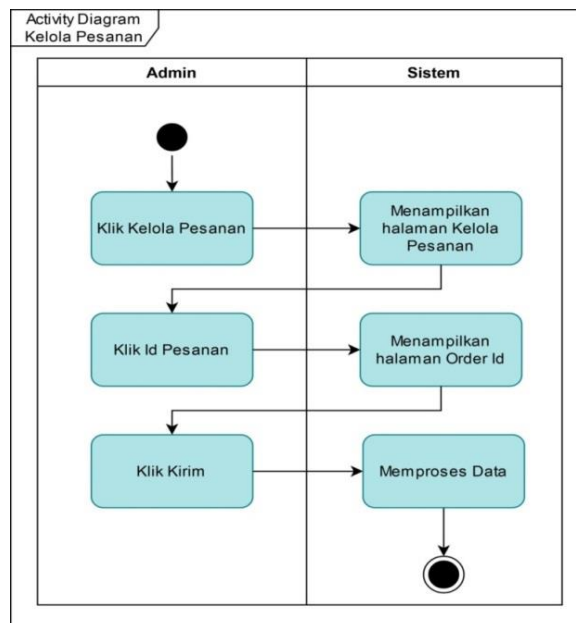 Activity Diagram
Kelola Pesanan
Admin
Sistem
Klik Kelola Pesanan
Menampilkan
halaman Kelola
Pesanan
Klik Id Pesanan
Menampilkan
halaman Order Id
Klik Kirim
Memproses Data